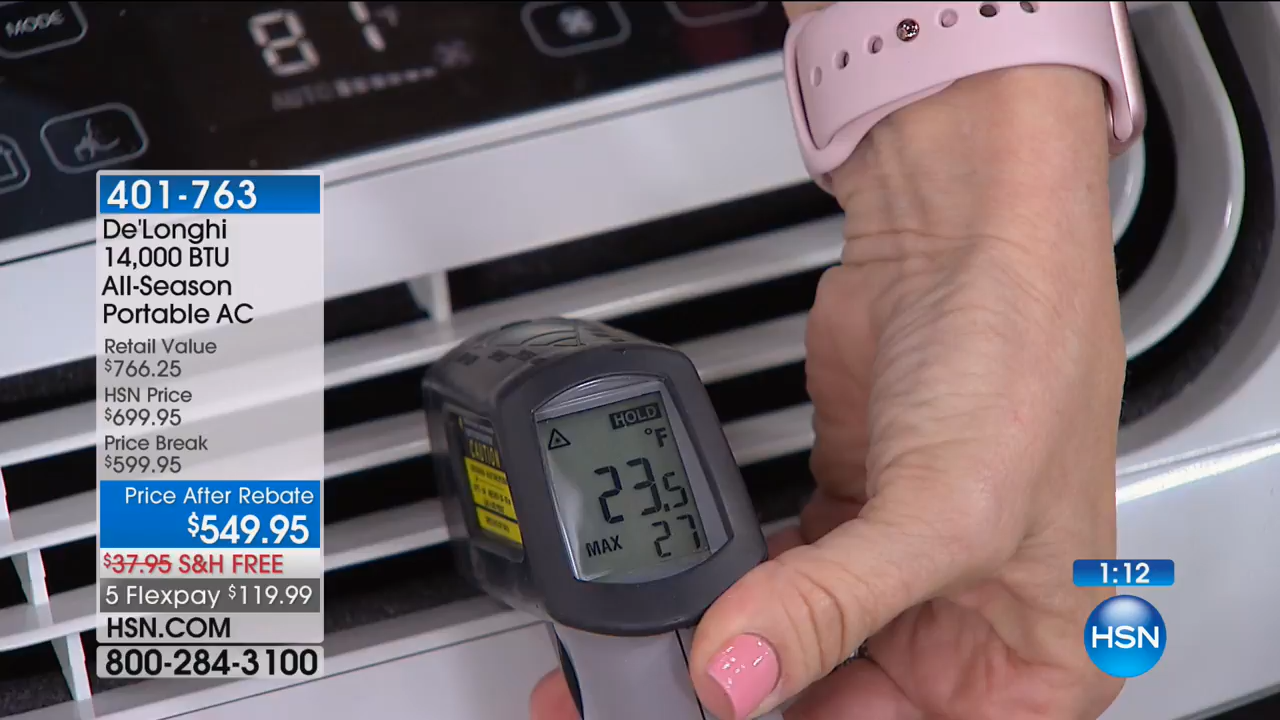 MODE
81°F
AUTO
401-763
De'Longhi
14,000 BTU
All-Season
Portable AC
Retail Value
$766.25
HSN Price
$699.95
Price Break
$599.95
Price After Rebate
$549.95
$37.95 S&H FREE
5 Flexpay $119.99
HSN.COM
800-284-3100
CAUTION
HOLD
°F
23.5
MAX 27
1:12
HSN